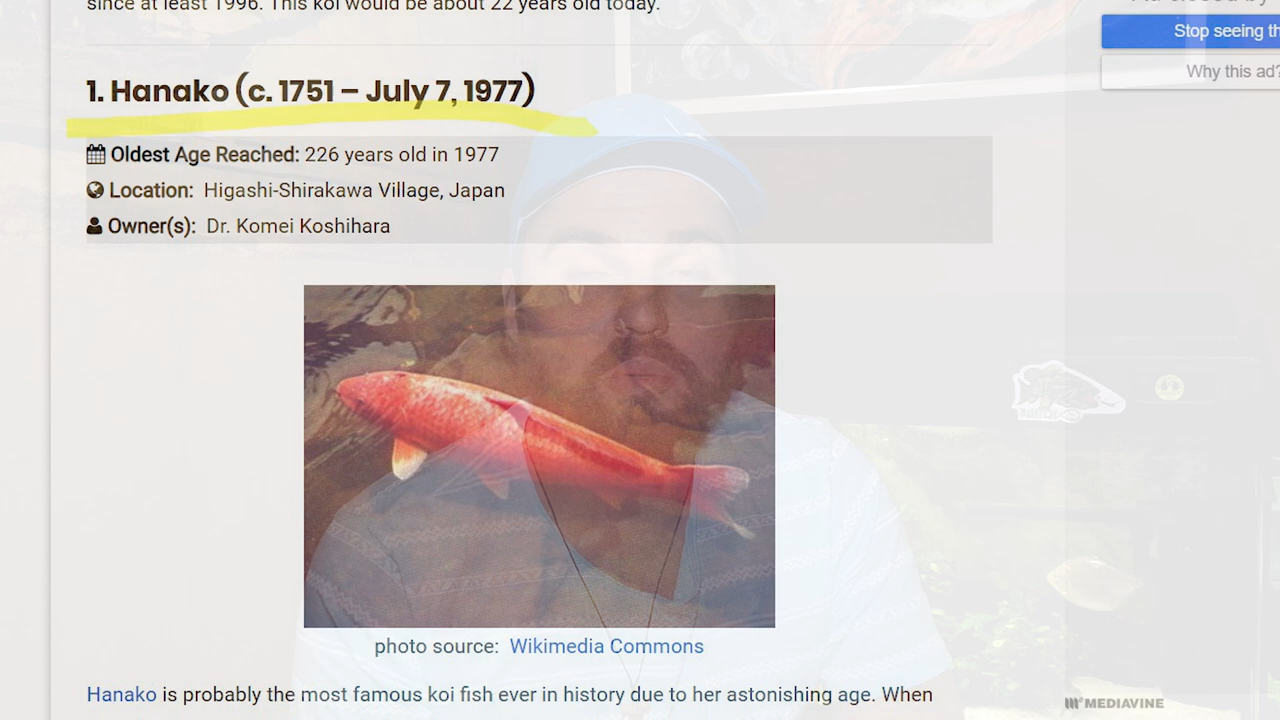 since at least 1996. This koi would be about 22 years old today.
Stop seeing th
Why this ad?
1. Hanako (c. 1751 – July 7, 1977)
Oldest Age Reached: 226 years old in 1977
Location: Higashi-Shirakawa Village, Japan
Owner(s): Dr. Komei Koshihara
photo source: Wikimedia Commons
Hanako is probably the most famous koi fish ever in history due to her astonishing age. When
MEDIAVINE